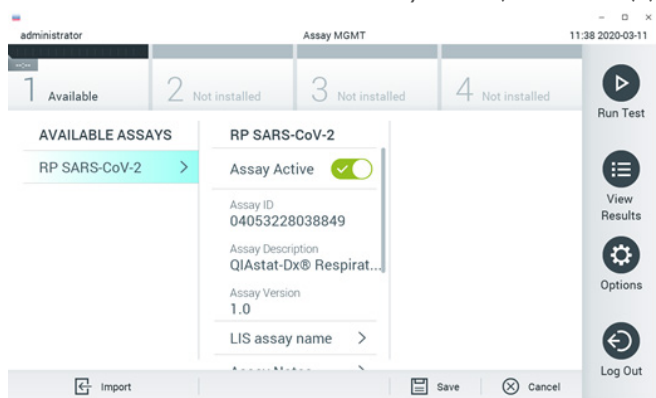 administrator Assay MGMT 11:38 2020-03-11
1 Available 2 Not installed 3 Not installed 4 Not installed
Run Test
AVAILABLE ASSAYS
RP SARS-CoV-2
RP SARS-CoV-2
Assay Active
Assay ID
04053228038849
Assay Description
QIAstat-Dx® Respirat...
Assay Version
1.0
LIS assay name
View
Results
Options
Log Out
Import Save Cancel